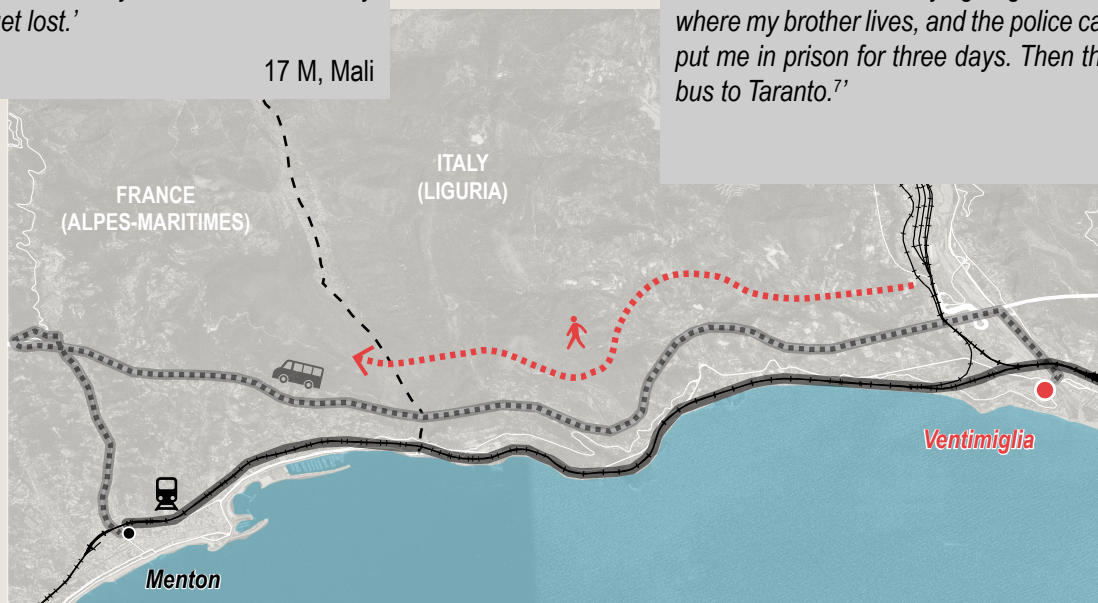 get lost.’
17 M, Mali
where my brother lives, and the police
put me in prison for three days. Then
bus to Taranto.⁷’
ITALY
(LIGURIA)
FRANCE
(ALPES-MARITIMES)
Ventimiglia
Menton